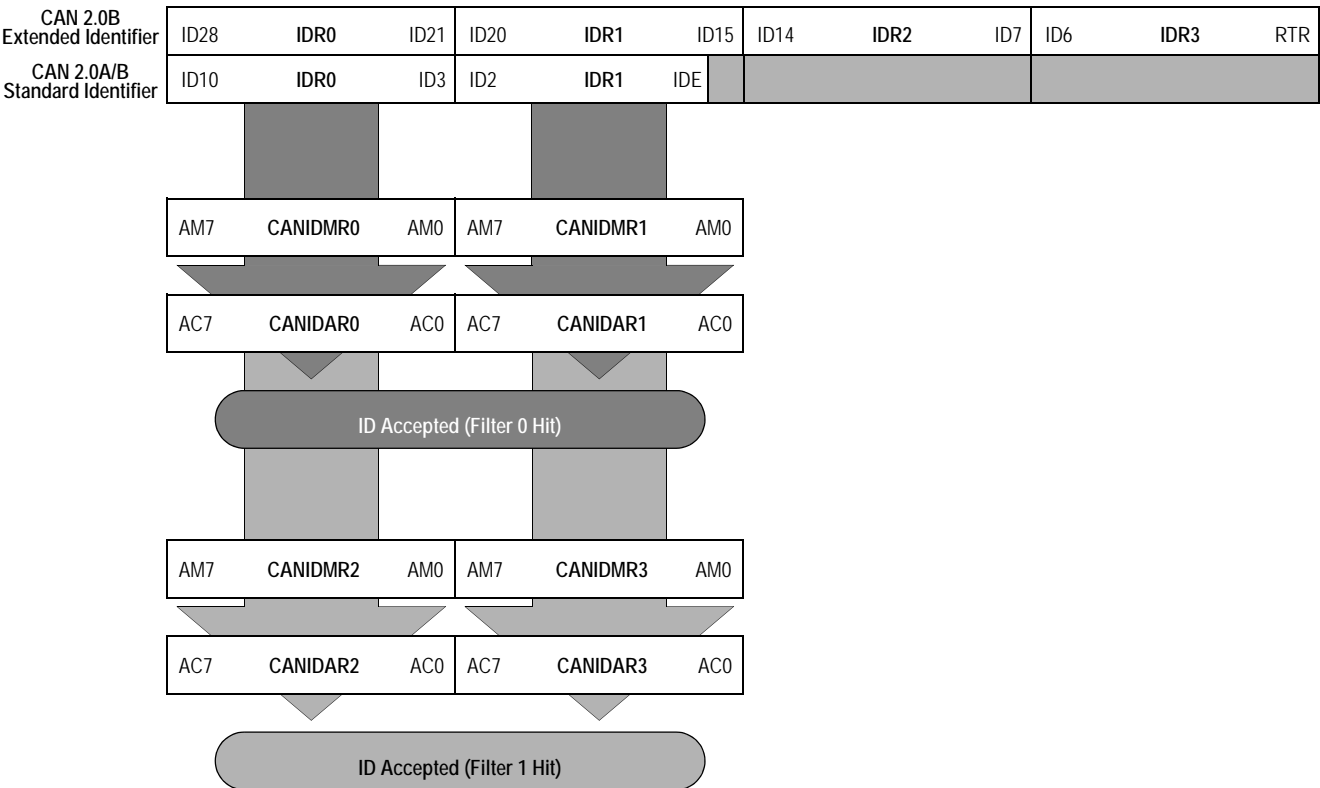 CAN 2.0B
Extended Identifier ID28 IDR0 ID21 ID20 IDR1 ID15 ID14 IDR2 ID7 ID6 IDR3 RTR
CAN 2.0A/B
Standard Identifier ID10 IDR0 ID3 ID2 IDR1 IDE
AM7 CANIDMR0 AM0 AM7 CANIDMR1 AM0
AC7 CANIDAR0 AC0 AC7 CANIDAR1 AC0
ID Accepted (Filter 0 Hit)
AM7 CANIDMR2 AM0 AM7 CANIDMR3 AM0
AC7 CANIDAR2 AC0 AC7 CANIDAR3 AC0
ID Accepted (Filter 1 Hit)